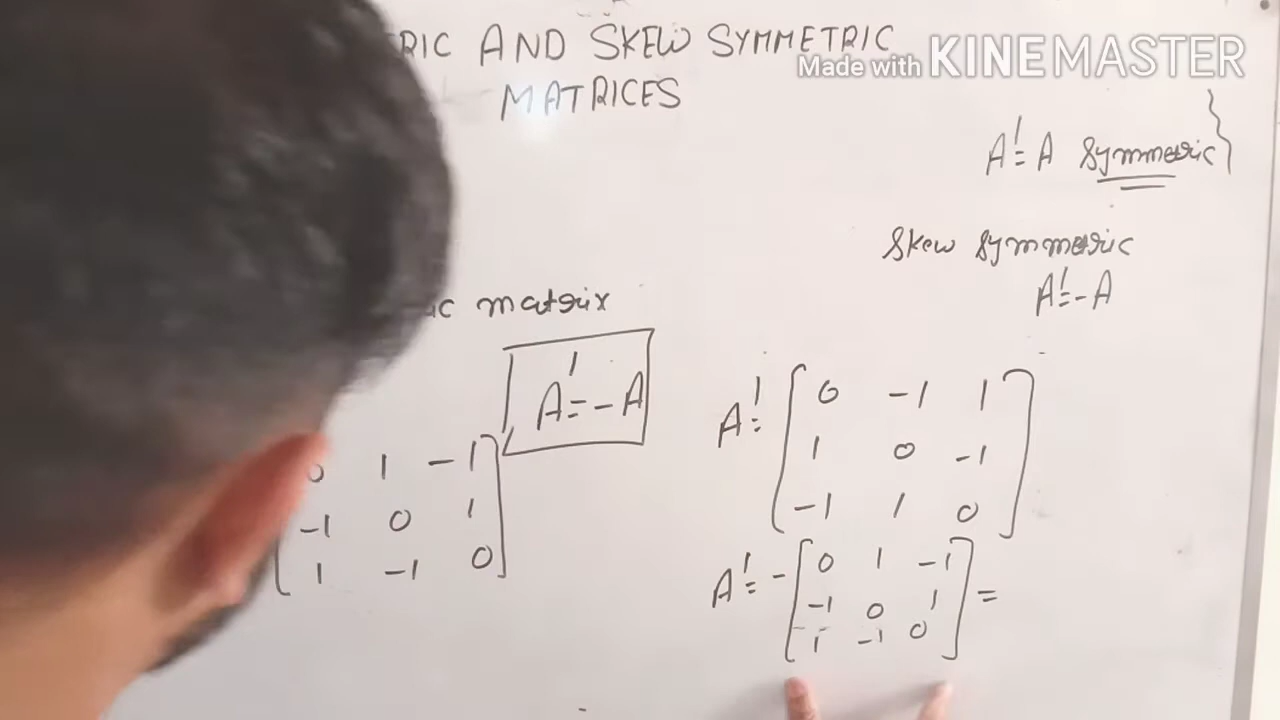 RIC AND SKEW SYMMETRIC
MATRICES
Made with KINEMASTER
A' = A Symmetric
Skew Symmetric
A' = -A
ic matrix
A' = -A
0 1 -1
-1 0 1
1 -1 0
A' = [0 -1 1
1 0 -1
-1 1 0]
A' = -[0 1 -1
-1 0 1
1 -1 0] =